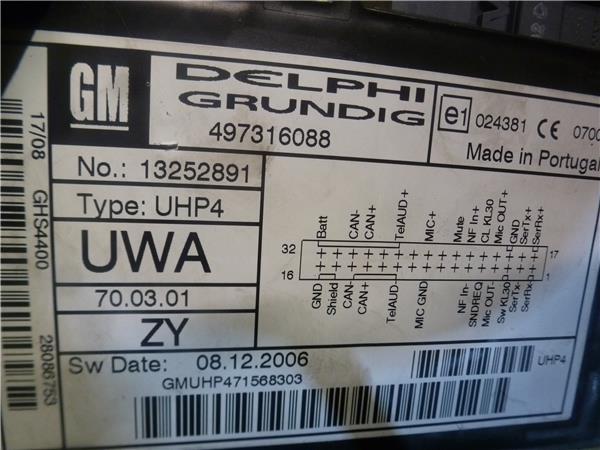 GM
DELPHI
GRUNDIG
497316088
e1 024381 CE
Made in Portugal
17/08 GHS4400
28086753
No.: 13252891
Type: UHP4
UWA
70.03.01
ZY
Batt CAN- CAN+ TelAUD+ MIC+ Mute NF In+ CL KL30 Mic OUT+ GND SerTx+ SerRx+
32 17
16 1
GND Shield CAN- CAN+ TelAUD- MIC GND NF In- SNDREQ Mic OUT- Sw KL30 SerTx- SerRx-
Sw Date: 08.12.2006
UHP4
GMUHP471568303